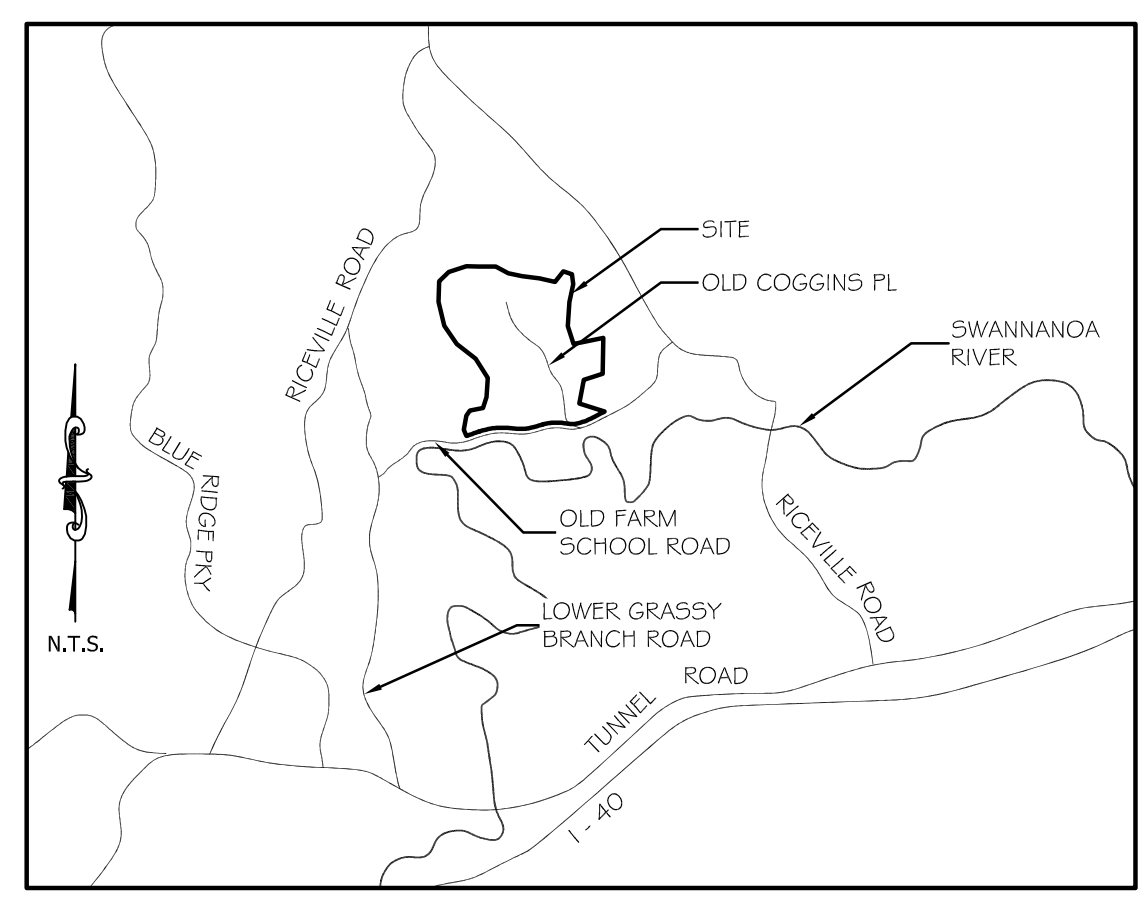 SITE
OLD COGGINS PL
RICEVILLE ROAD
SWANNANOA
RIVER
BLUE RIDGE PKY
OLD FARM
SCHOOL ROAD
RICEVILLE ROAD
LOWER GRASSY
BRANCH ROAD
N.T.S.
TUNNEL ROAD
I - 40